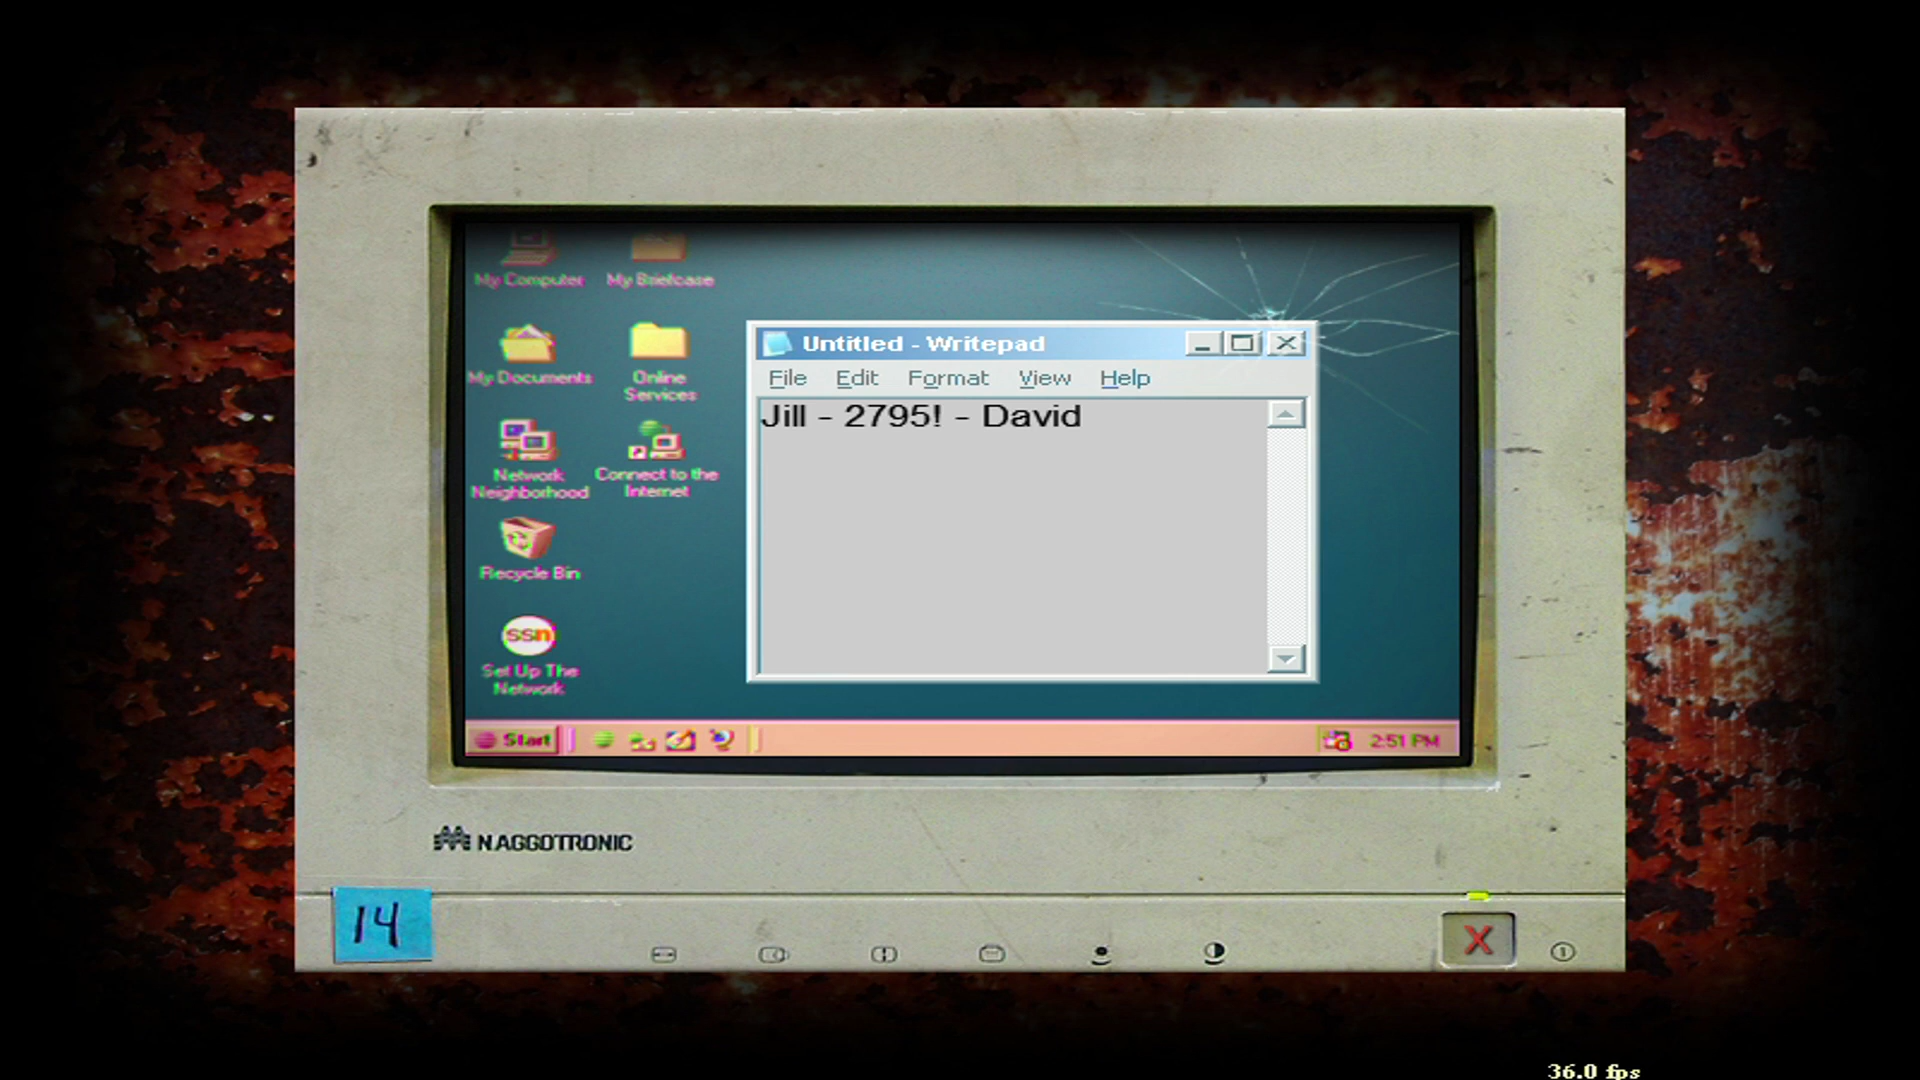 My Computer
My Briefcase
My Documents
Online
Services
Network
Neighborhood
Connect to the
Internet
Recycle Bin
ssn
Set Up The
Network
Untitled - Writepad
File Edit Format View Help
Jill - 2795! - David
Start
2:51 PM
NAGGOTRONIC
14
X
36.0 fps